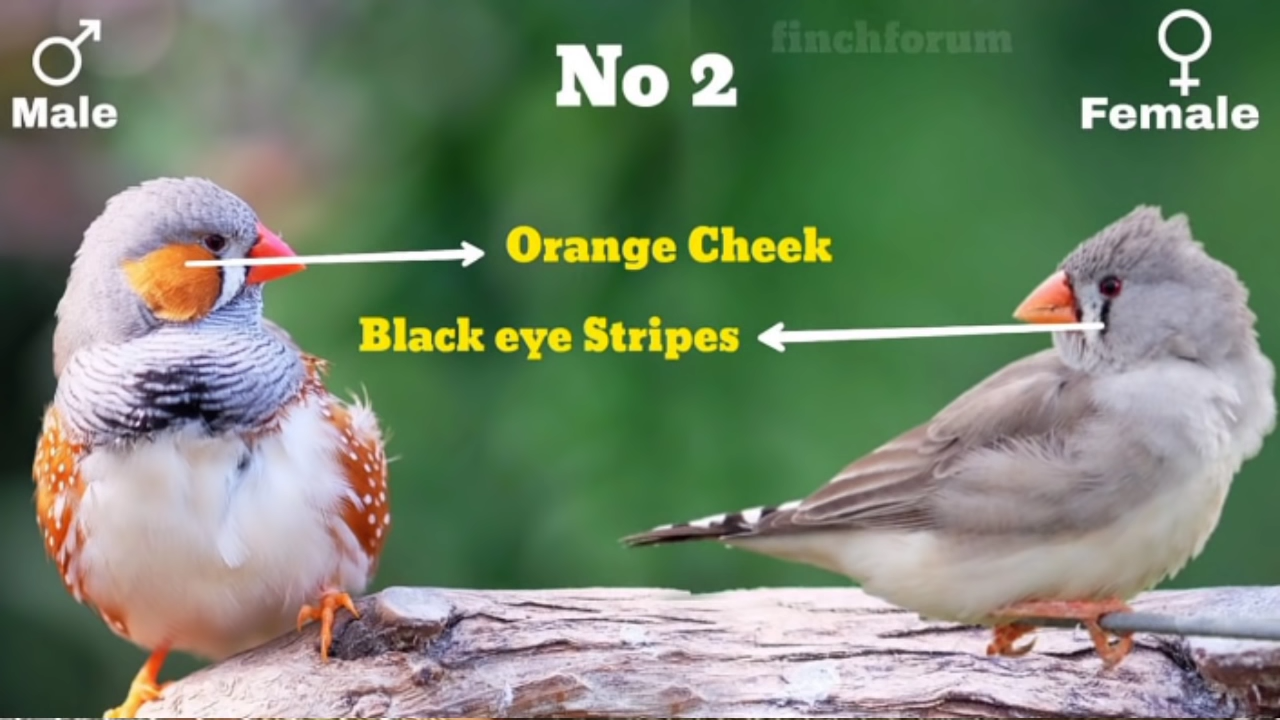 finchforum
No 2
Male
Female
Orange Cheek
Black eye Stripes